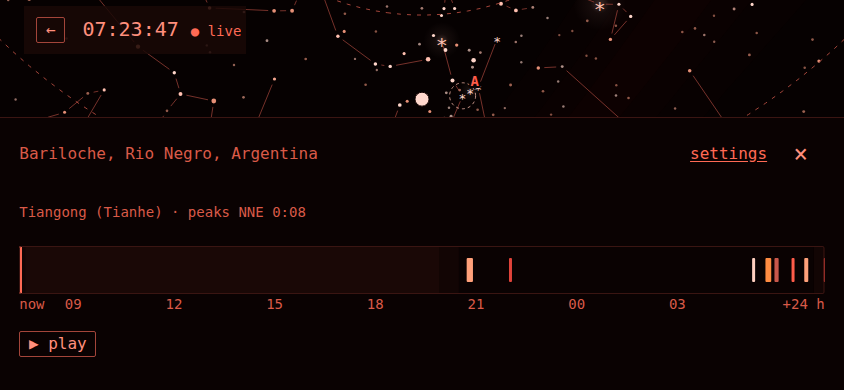 ← 07:23:47 ● live
A
Bariloche, Rio Negro, Argentina settings ×
Tiangong (Tianhe) · peaks NNE 0:08
now 09 12 15 18 21 00 03 +24 h
▶ play